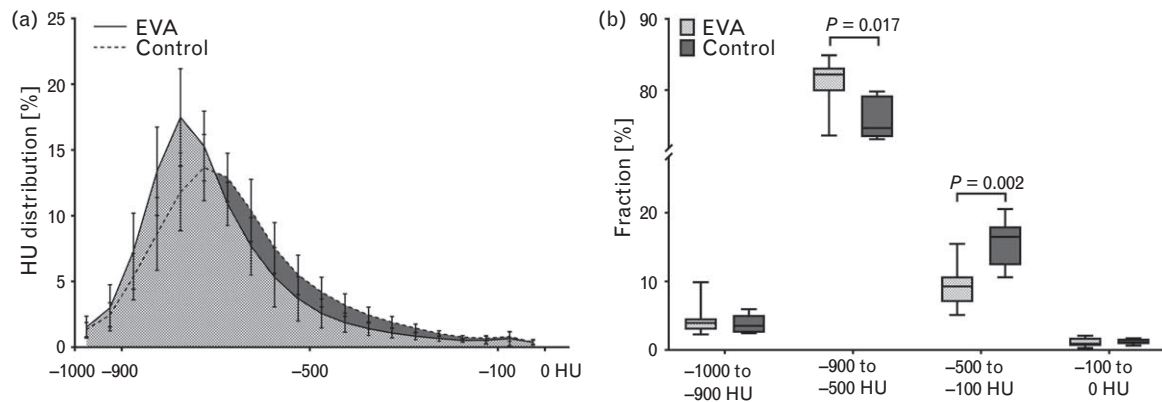 (a)
EVA
Control
25
20
15
10
5
0
HU distribution [%]
–1000 –900 –500 –100 0 HU
(b)
EVA
Control
P = 0.017
P = 0.002
90
80
20
10
0
Fraction [%]
–1000 to
–900 HU
–900 to
–500 HU
–500 to
–100 HU
–100 to
0 HU